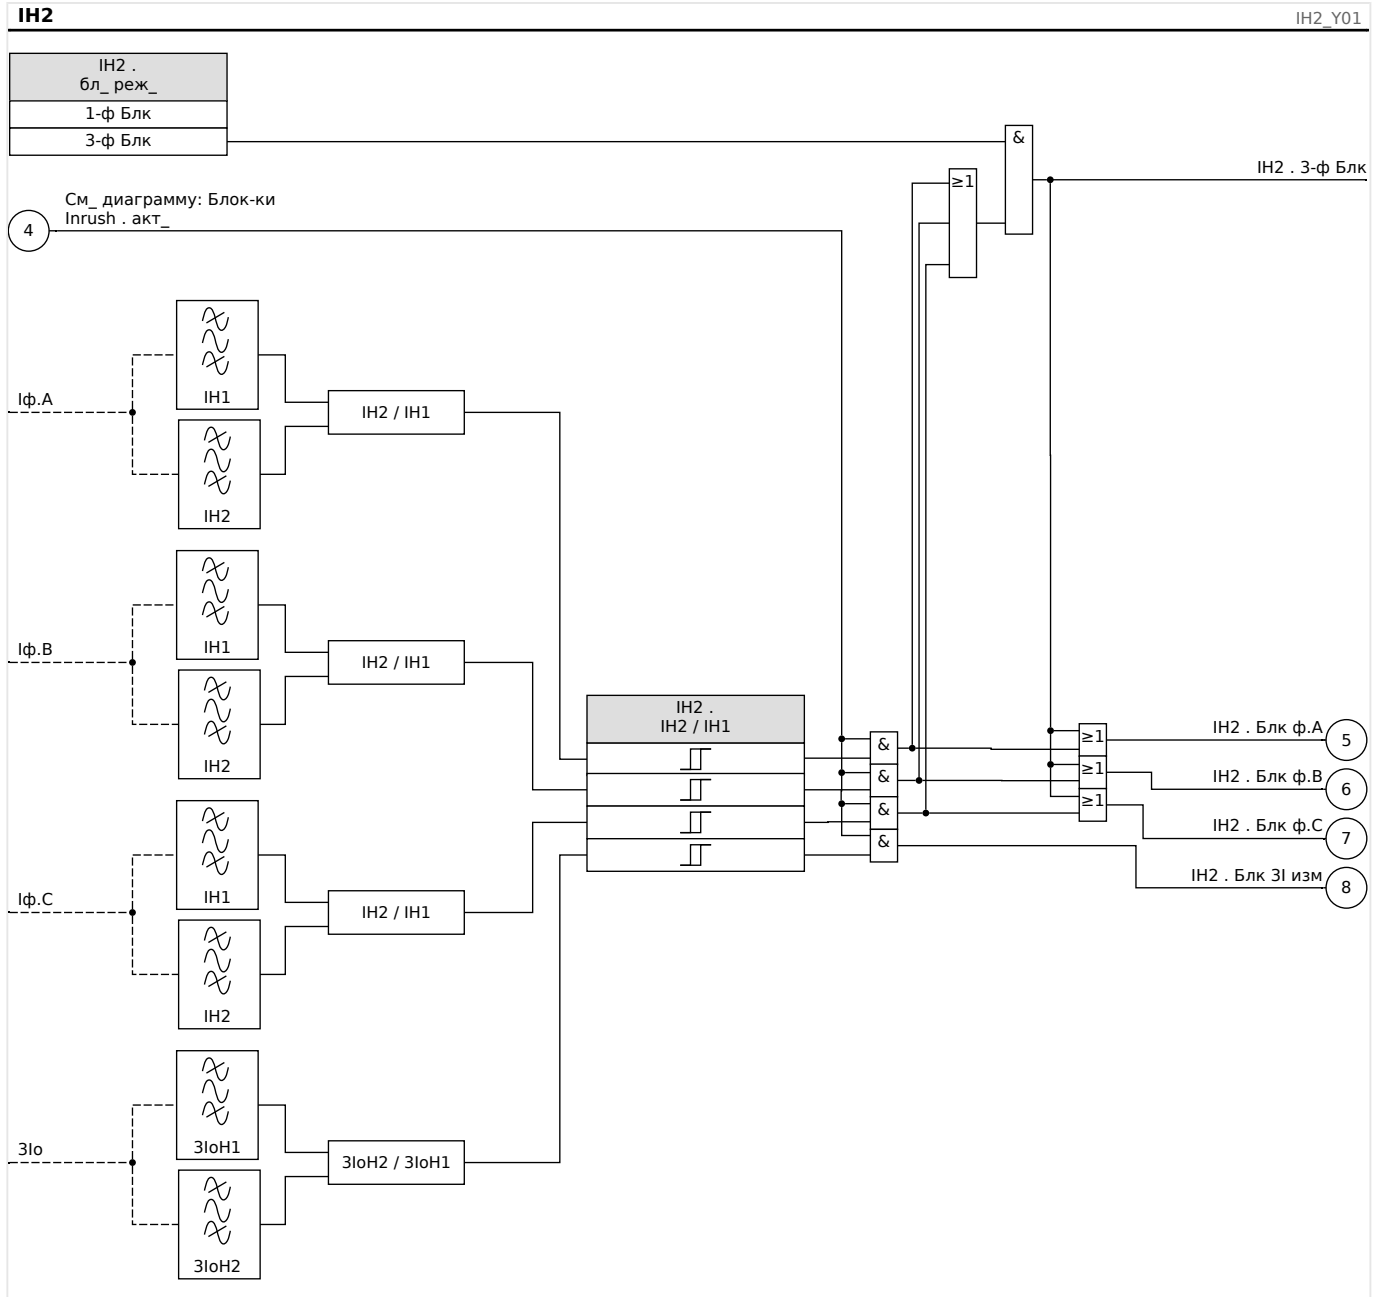 IH2
IH2_Y01
IH2 .
бл_ реж_
1-ф Блк
3-ф Блк
&
≥1
IH2 . 3-ф Блк
См_ диаграмму: Блок-ки
Inrush . акт_
4
IH1
Iф.A
IH2 / IH1
IH2
IH1
Iф.B
IH2 / IH1
IH2
IH2 .
IH2 / IH1
&
&
&
&
≥1
≥1
≥1
IH2 . Блк ф.A
5
IH2 . Блк ф.B
6
IH2 . Блк ф.C
7
IH2 . Блк 3I изм
8
IH1
Iф.C
IH2 / IH1
IH2
3IoH1
3Io
3IoH2 / 3IoH1
3IoH2